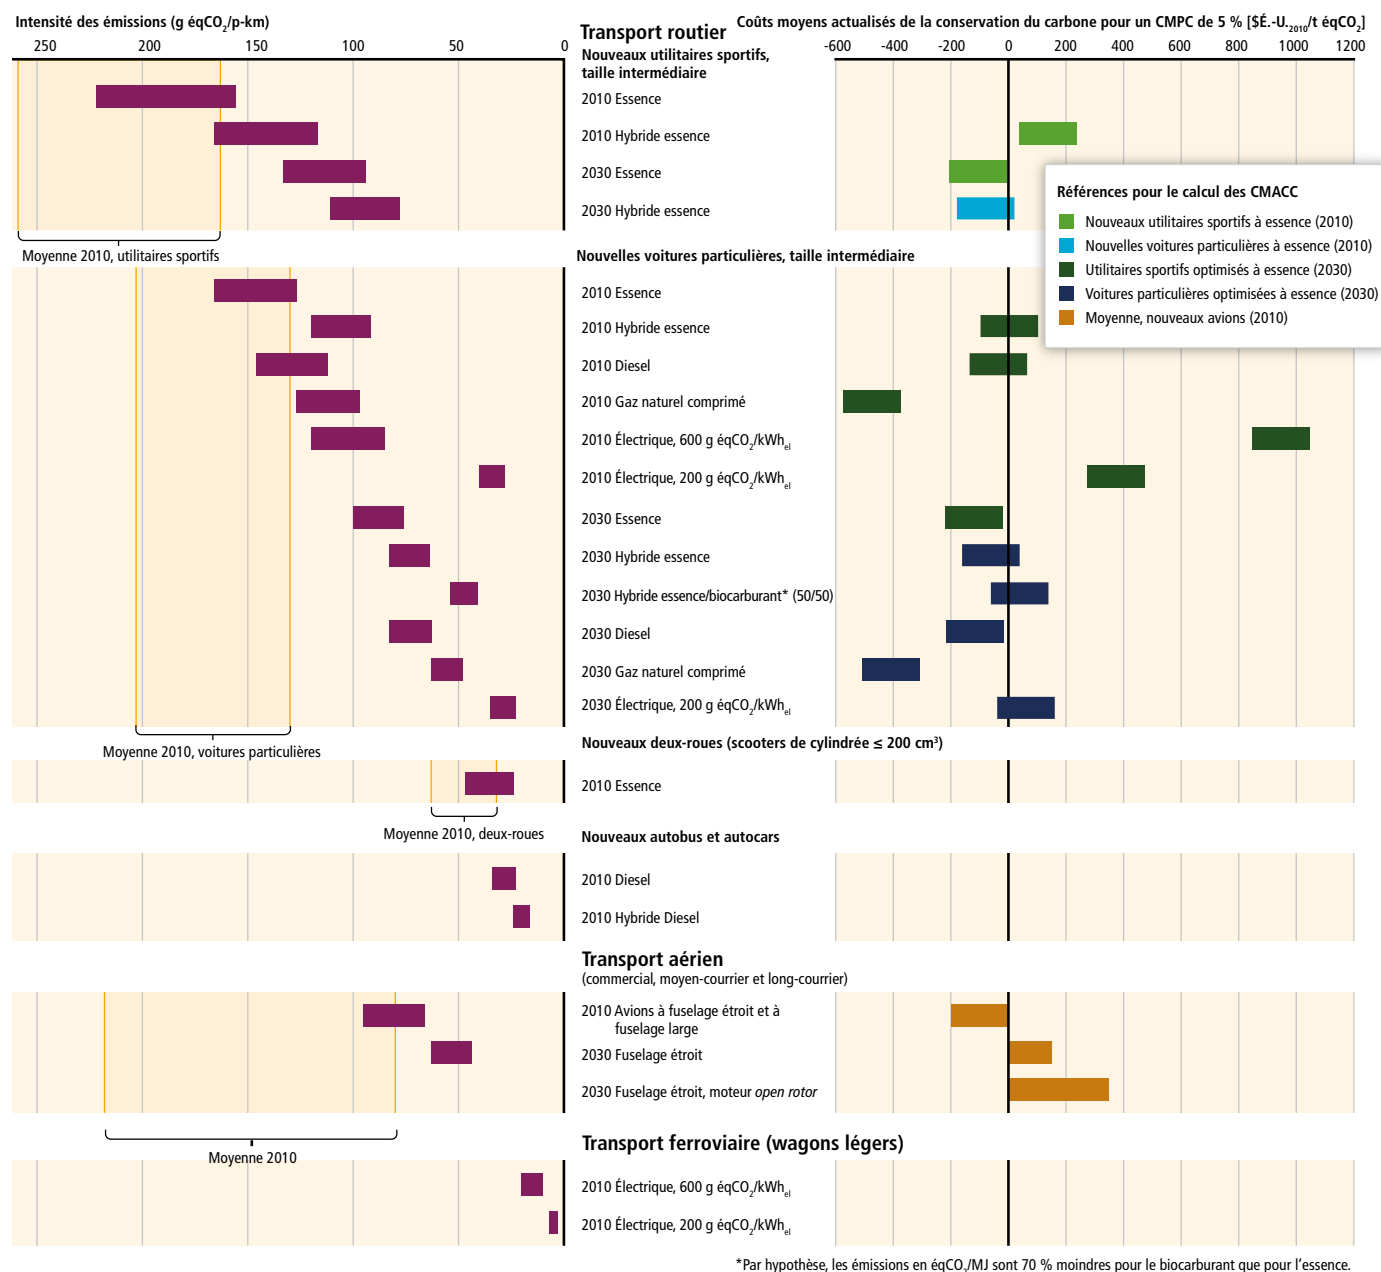 Intensité des émissions (g éqCO2/p-km)
250 200 150 100 50 0
Transport routier
Coûts moyens actualisés de la conservation du carbone pour un CMPC de 5 % [$É.-U.2010/t éqCO2]
-600 -400 -200 0 200 400 600 800 1000 1200
Nouveaux utilitaires sportifs,
taille intermédiaire
2010 Essence
2010 Hybride essence
2030 Essence
2030 Hybride essence
Moyenne 2010, utilitaires sportifs
Références pour le calcul des CMACC
Nouveaux utilitaires sportifs à essence (2010)
Nouvelles voitures particulières à essence (2010)
Utilitaires sportifs optimisés à essence (2030)
Voitures particulières optimisées à essence (2030)
Moyenne, nouveaux avions (2010)
Nouvelles voitures particulières, taille intermédiaire
2010 Essence
2010 Hybride essence
2010 Diesel
2010 Gaz naturel comprimé
2010 Électrique, 600 g éqCO2/kWhel
2010 Électrique, 200 g éqCO2/kWhel
2030 Essence
2030 Hybride essence
2030 Hybride essence/biocarburant* (50/50)
2030 Diesel
2030 Gaz naturel comprimé
2030 Électrique, 200 g éqCO2/kWhel
Moyenne 2010, voitures particulières
Nouveaux deux-roues (scooters de cylindrée ≤ 200 cm³)
2010 Essence
Moyenne 2010, deux-roues
Nouveaux autobus et autocars
2010 Diesel
2010 Hybride Diesel
Transport aérien
(commercial, moyen-courrier et long-courrier)
2010 Avions à fuselage étroit et à
fuselage large
2030 Fuselage étroit
2030 Fuselage étroit, moteur open rotor
Moyenne 2010
Transport ferroviaire (wagons légers)
2010 Électrique, 600 g éqCO2/kWhel
2010 Électrique, 200 g éqCO2/kWhel
*Par hypothèse, les émissions en éqCO2/MJ sont 70 % moindres pour le biocarburant que pour l'essence.